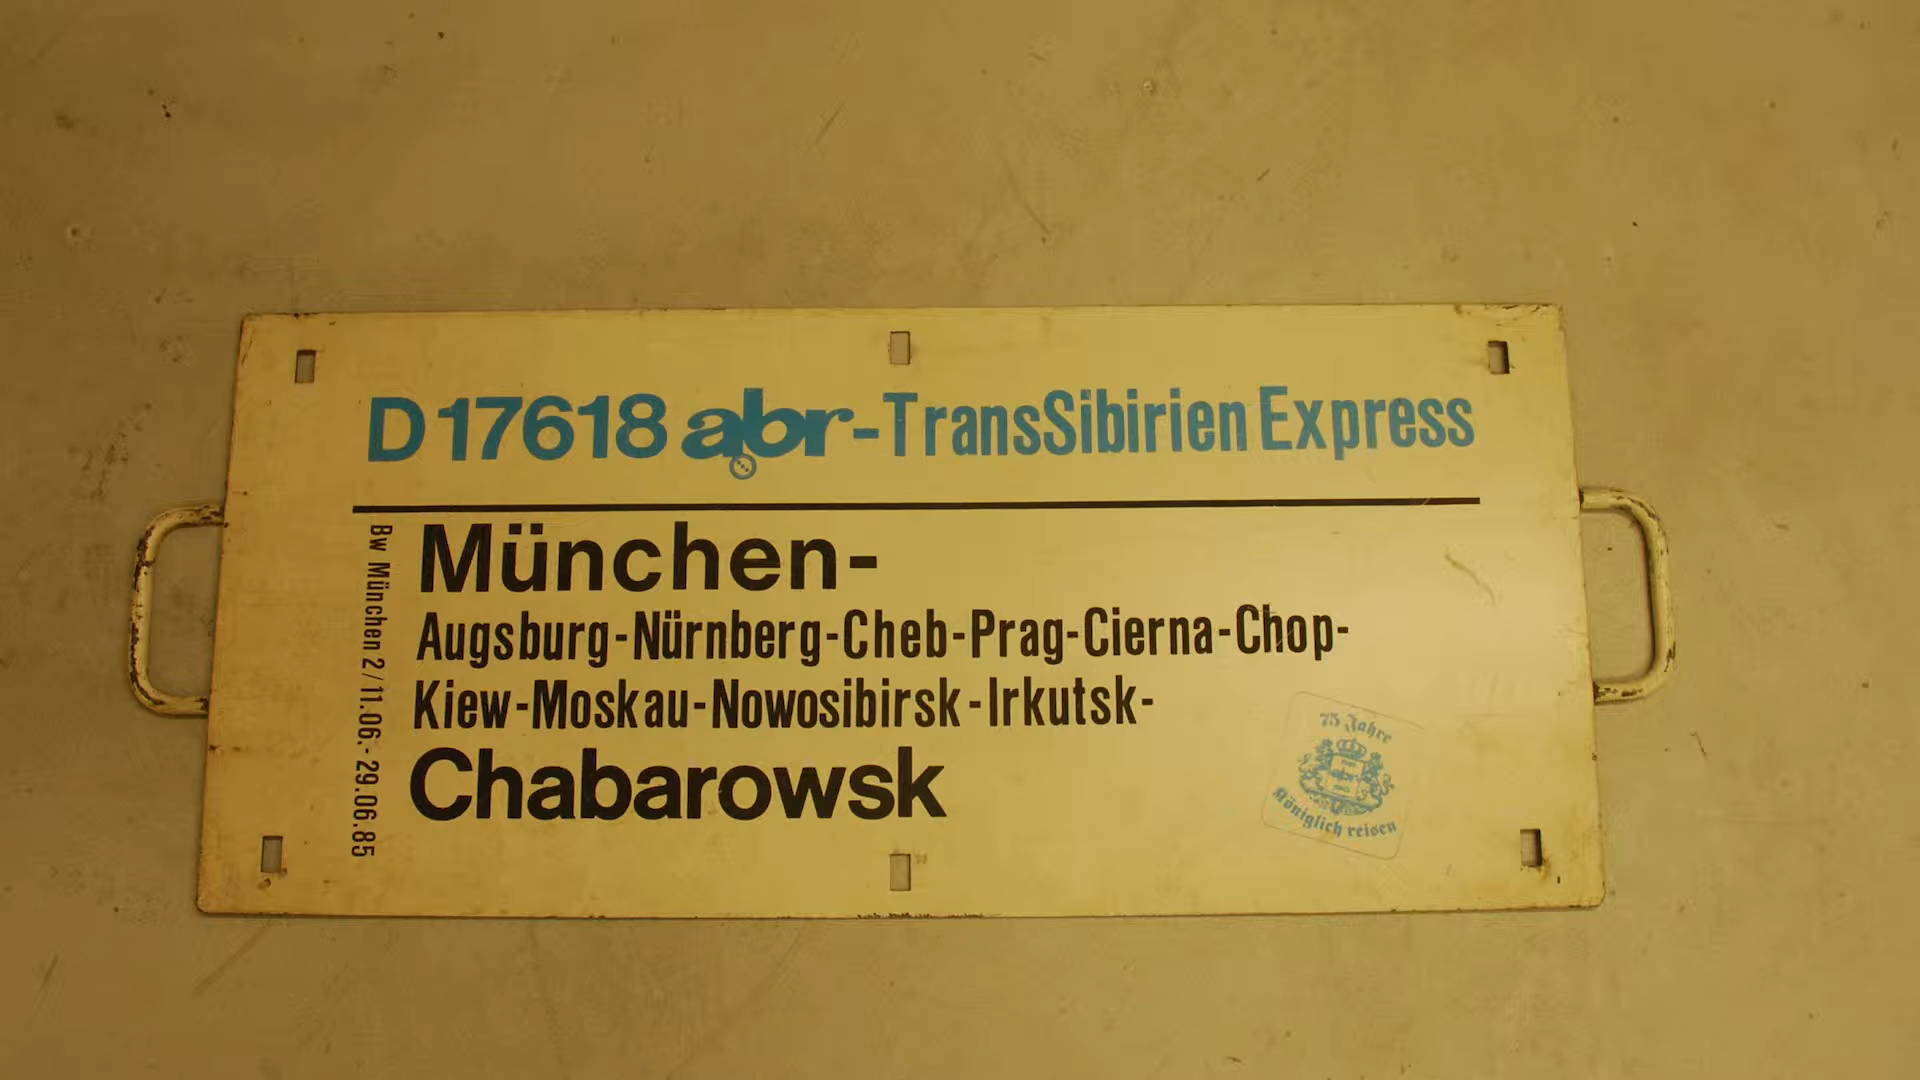 D 17618 abr-TransSibirien Express
Bw München 2/11.06.- 29.06.85
München-
Augsburg-Nürnberg-Cheb-Prag-Cierna-Chop-
Kiew-Moskau-Nowosibirsk-Irkutsk-
Chabarowsk
75 Jahre
abr
Königlich reisen